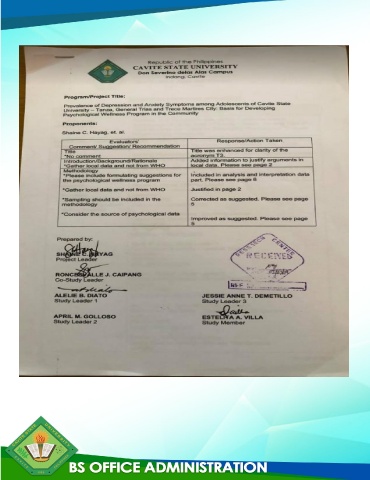 Republic of the Philippines
CAVITE STATE UNIVERSITY
Don Severino delas Alas Campus
Indang, Cavite
Program/Project Title:
Prevalence of Depression and Anxiety Symptoms among Adolescents of Cavite State
University – Tanza, General Trias and Trece Martires City: Basis for Developing
Psychological Wellness Program in the Community
Proponents:
Shaine C. Hayag, et. al.
Evaluators/
Comment/ Suggestion/ Recommendation
Response/Action Taken
Title
*No comment
Title was enhanced for clarity of the
acronym T3.
Introduction/Background/Rationale
*Gather local data and not from WHO
Added information to justify arguments in
local data. Please see page 2
Methodology
*Please include formulating suggestions for
the psychological wellness program
Included in analysis and interpretation data
part. Please see page 8
*Gather local data and not from WHO
Justified in page 2
*Sampling should be included in the
methodology
Corrected as suggested. Please see page
*Consider the source of psychological data
Improved as suggested. Please see page
Prepared by:
SHAINE C. HAYAG
Project Leader
J. CAIPANG
Co-Study Leader
ALELIE B. DIATO
Study Leader 1
JESSIE ANNE T. DEMETILLO
Study Leader 3
APRIL M. GOLLOSO
Study Leader 2
ESTELITA A. VILLA
Study Member
RESEARCH CENTER
RECEIVED
BS OFFICE ADMINISTRATION